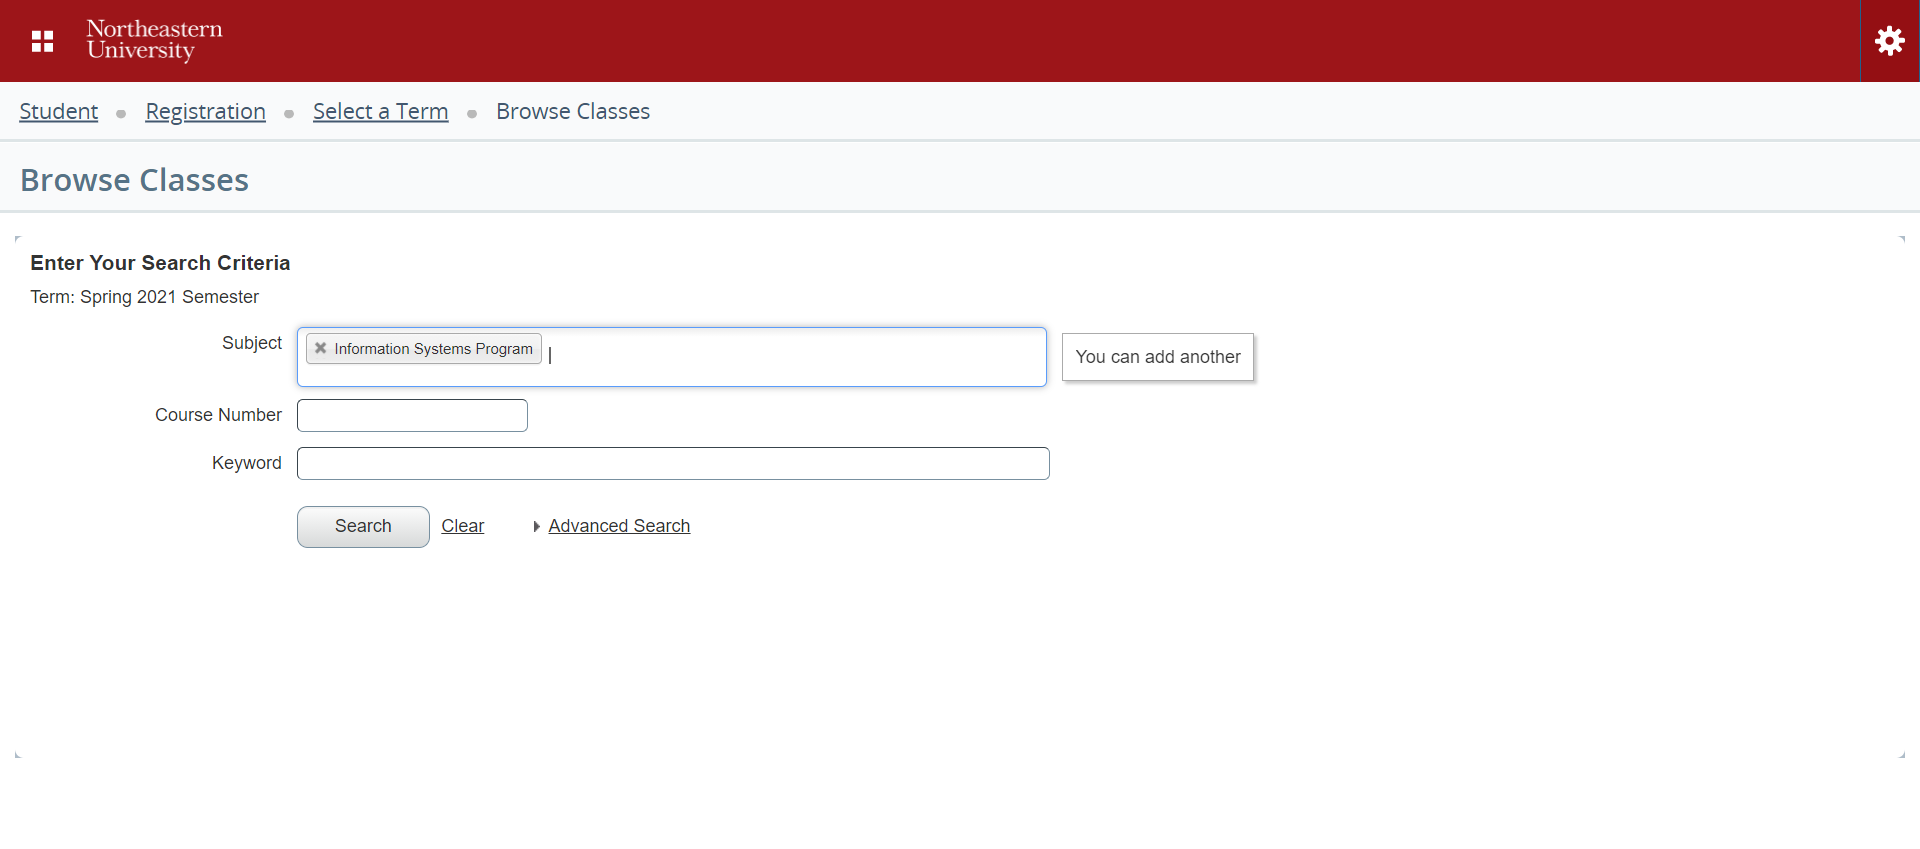 Northeastern
University
Student Registration Select a Term Browse Classes
Browse Classes
Enter Your Search Criteria
Term: Spring 2021 Semester
Subject Information Systems Program You can add another
Course Number
Keyword
Search Clear Advanced Search